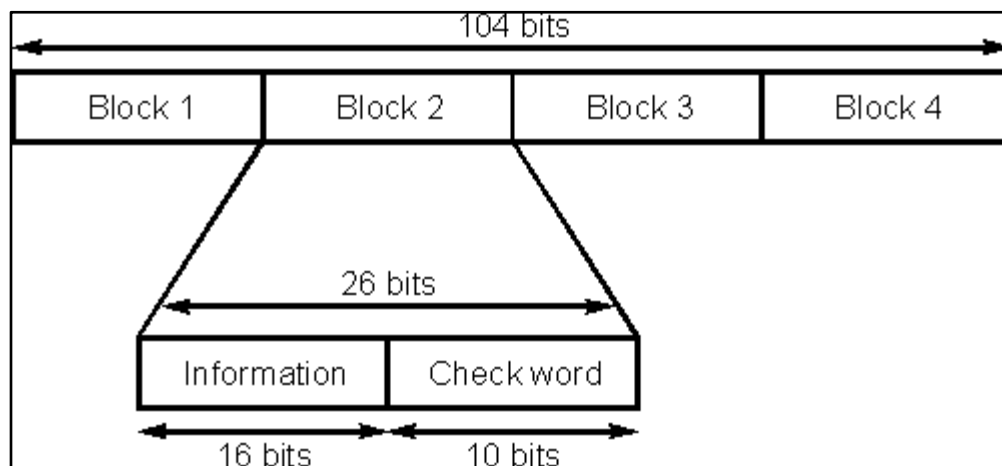 104 bits
Block 1 Block 2 Block 3 Block 4
26 bits
Information Check word
16 bits 10 bits